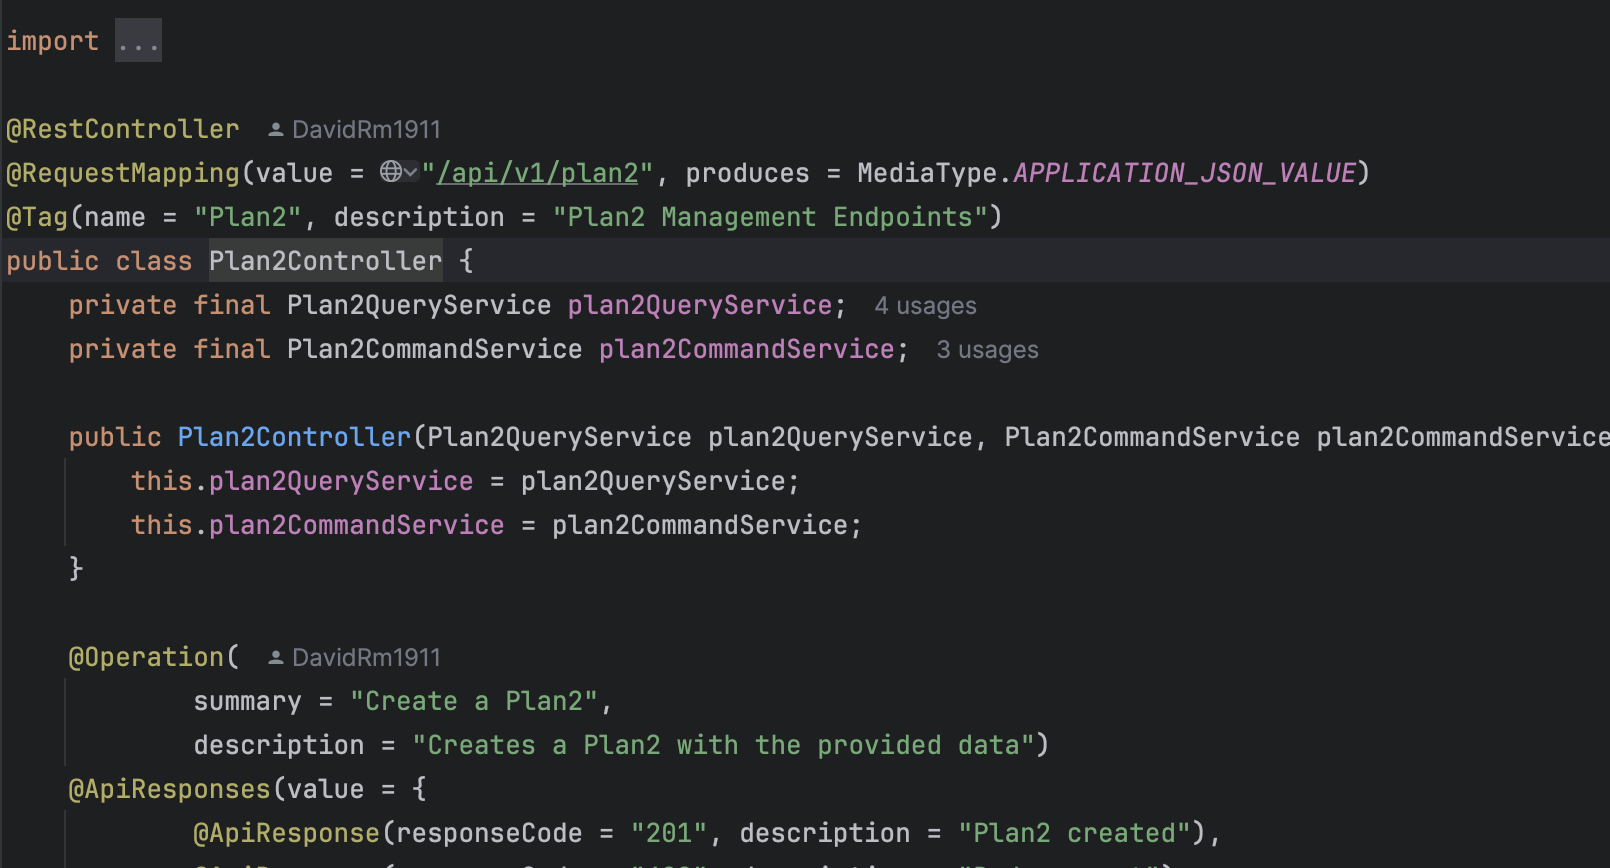 import ...
@RestController DavidRm1911
@RequestMapping(value = "/api/v1/plan2", produces = MediaType.APPLICATION_JSON_VALUE)
@Tag(name = "Plan2", description = "Plan2 Management Endpoints")
public class Plan2Controller {
private final Plan2QueryService plan2QueryService; 4 usages
private final Plan2CommandService plan2CommandService; 3 usages
public Plan2Controller(Plan2QueryService plan2QueryService, Plan2CommandService plan2CommandService
this.plan2QueryService = plan2QueryService;
this.plan2CommandService = plan2CommandService;
}
@Operation( DavidRm1911
summary = "Create a Plan2",
description = "Creates a Plan2 with the provided data")
@ApiResponses(value = {
@ApiResponse(responseCode = "201", description = "Plan2 created"),